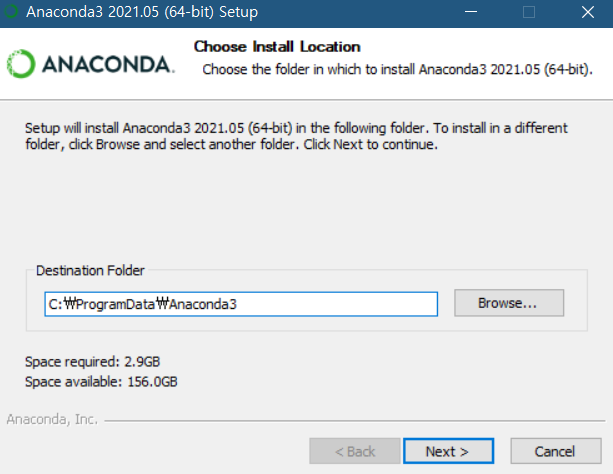 Anaconda3 2021.05 (64-bit) Setup
ANACONDA.
Choose Install Location
Choose the folder in which to install Anaconda3 2021.05 (64-bit).
Setup will install Anaconda3 2021.05 (64-bit) in the following folder. To install in a different
folder, click Browse and select another folder. Click Next to continue.
Destination Folder
C:₩ProgramData₩Anaconda3
Browse...
Space required: 2.9GB
Space available: 156.0GB
Anaconda, Inc.
< Back
Next >
Cancel